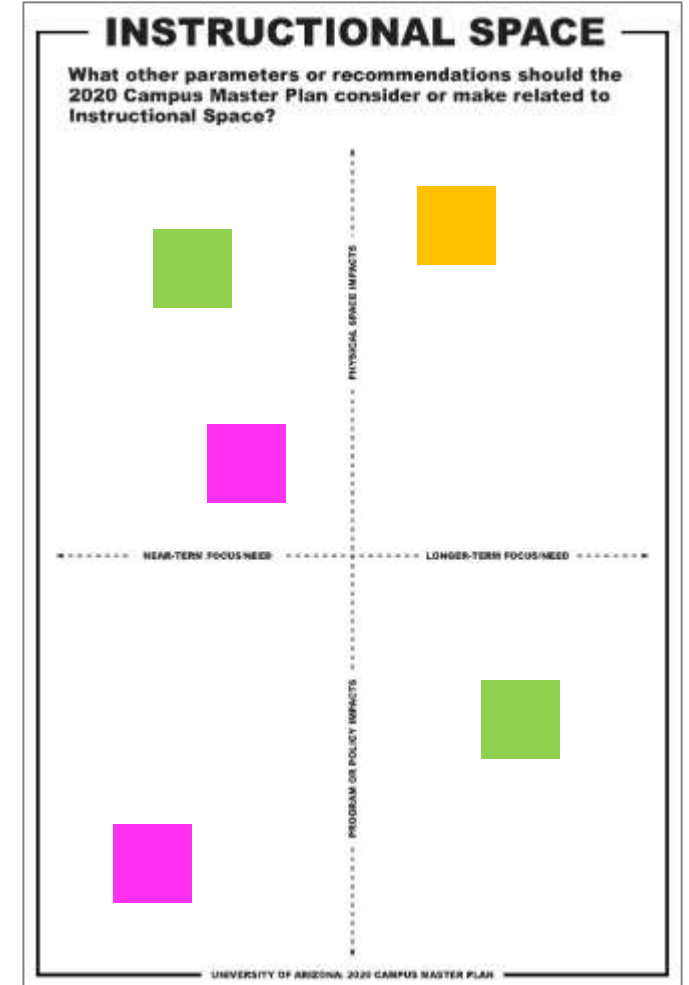 INSTRUCTIONAL SPACE
What other parameters or recommendations should the
2020 Campus Master Plan consider or make related to
Instructional Space?
PHYSICAL SPACE IMPACTS
NEAR-TERM FOCUS/NEED
LONGER-TERM FOCUS/NEED
PROGRAM OR POLICY IMPACTS
UNIVERSITY OF ARIZONA: 2020 CAMPUS MASTER PLAN